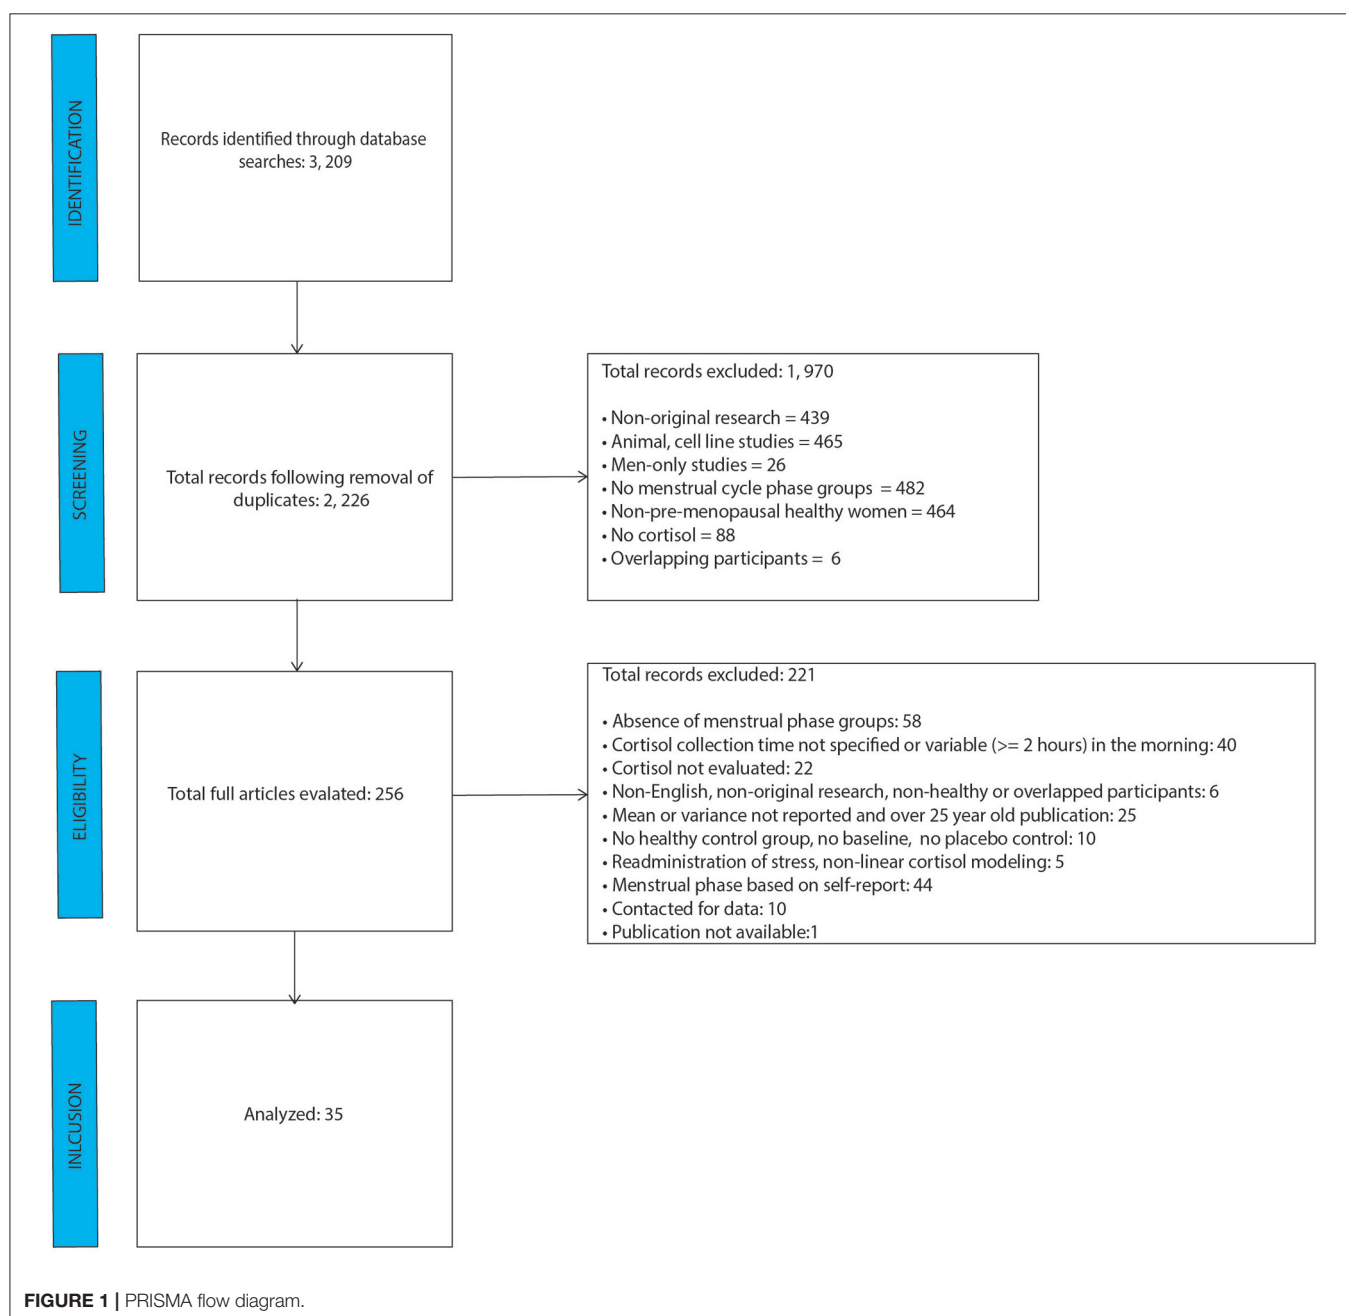 IDENTIFICATION
Records identified through database
searches: 3, 209
SCREENING
Total records following removal of
duplicates: 2, 226
Total records excluded: 1, 970
• Non-original research = 439
• Animal, cell line studies = 465
• Men-only studies = 26
• No menstrual cycle phase groups = 482
• Non-pre-menopausal healthy women = 464
• No cortisol = 88
• Overlapping participants = 6
ELIGIBILITY
Total full articles evalated: 256
Total records excluded: 221
• Absence of menstrual phase groups: 58
• Cortisol collection time not specified or variable (>= 2 hours) in the morning: 40
• Cortisol not evaluated: 22
• Non-English, non-original research, non-healthy or overlapped participants: 6
• Mean or variance not reported and over 25 year old publication: 25
• No healthy control group, no baseline, no placebo control: 10
• Readministration of stress, non-linear cortisol modeling: 5
• Menstrual phase based on self-report: 44
• Contacted for data: 10
• Publication not available:1
INLCUSION
Analyzed: 35
FIGURE 1 | PRISMA flow diagram.